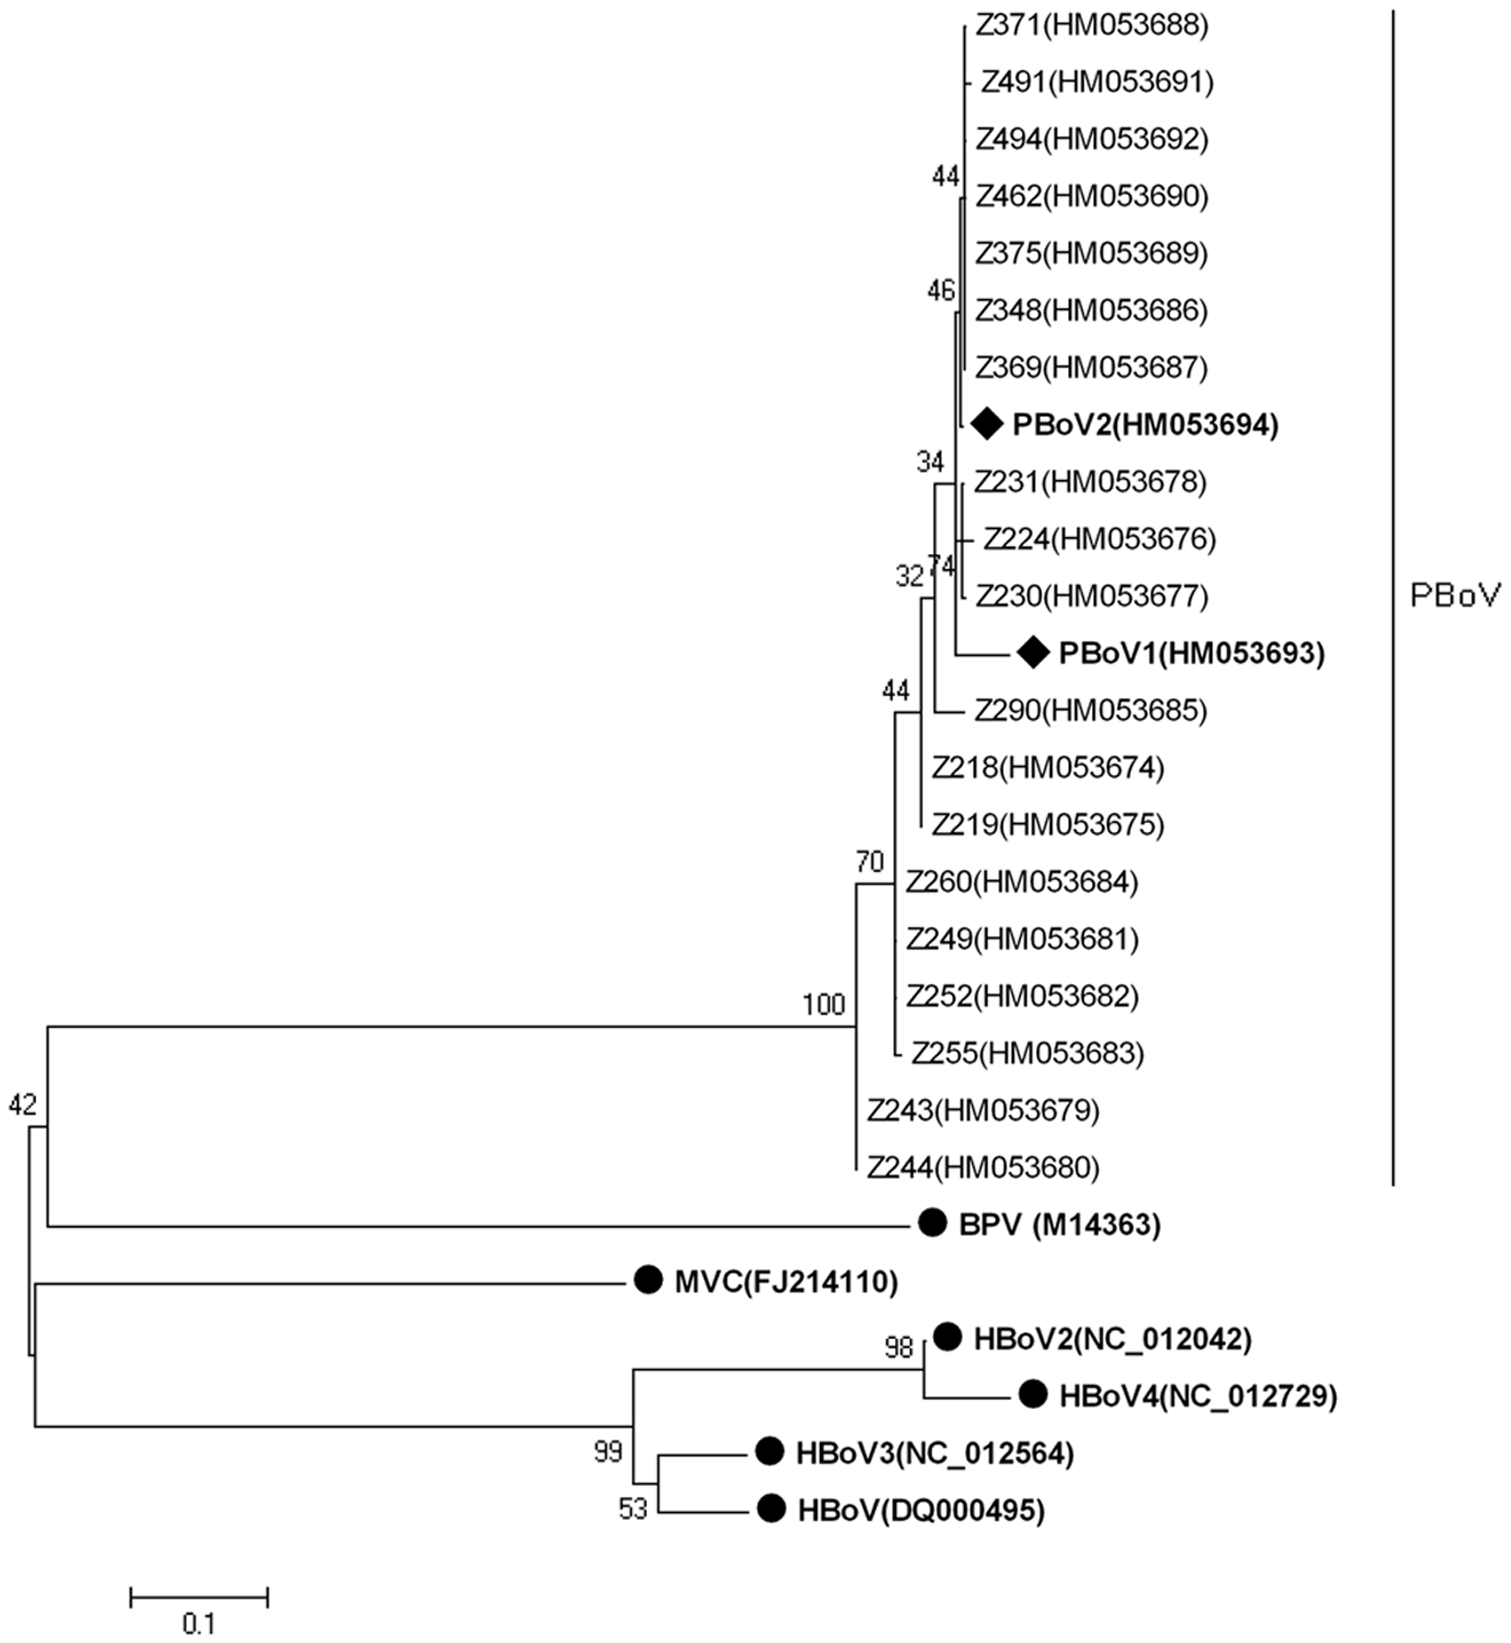 Z371(HM053688)
Z491(HM053691)
Z494(HM053692)
44
Z462(HM053690)
Z375(HM053689)
46
Z348(HM053686)
Z369(HM053687)
PBoV2(HM053694)
34
Z231(HM053678)
Z224(HM053676)
74
32
Z230(HM053677)
PBoV
PBoV1(HM053693)
44
Z290(HM053685)
Z218(HM053674)
Z219(HM053675)
70
Z260(HM053684)
Z249(HM053681)
Z252(HM053682)
100
Z255(HM053683)
42
Z243(HM053679)
Z244(HM053680)
BPV (M14363)
MVC(FJ214110)
HBoV2(NC_012042)
98
HBoV4(NC_012729)
99
HBoV3(NC_012564)
53
HBoV(DQ000495)
0.1